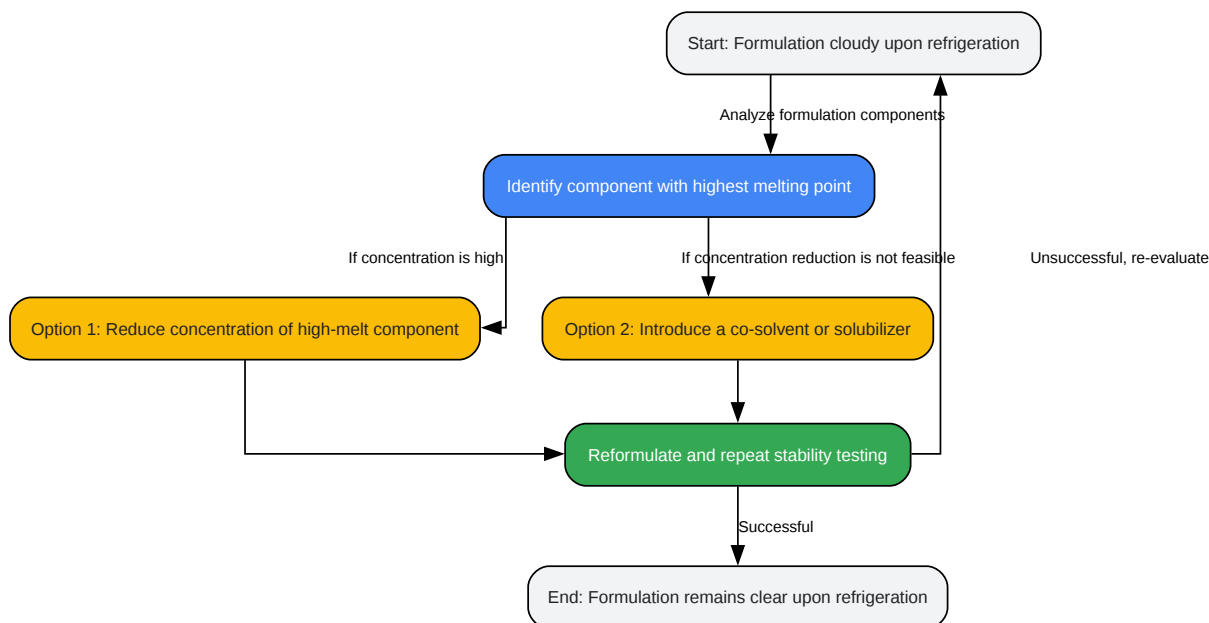 Start: Formulation cloudy upon refrigeration
Analyze formulation components
Identify component with highest melting point
If concentration is high
If concentration reduction is not feasible
Unsuccessful, re-evaluate
Option 1: Reduce concentration of high-melt component
Option 2: Introduce a co-solvent or solubilizer
Reformulate and repeat stability testing
Successful
End: Formulation remains clear upon refrigeration